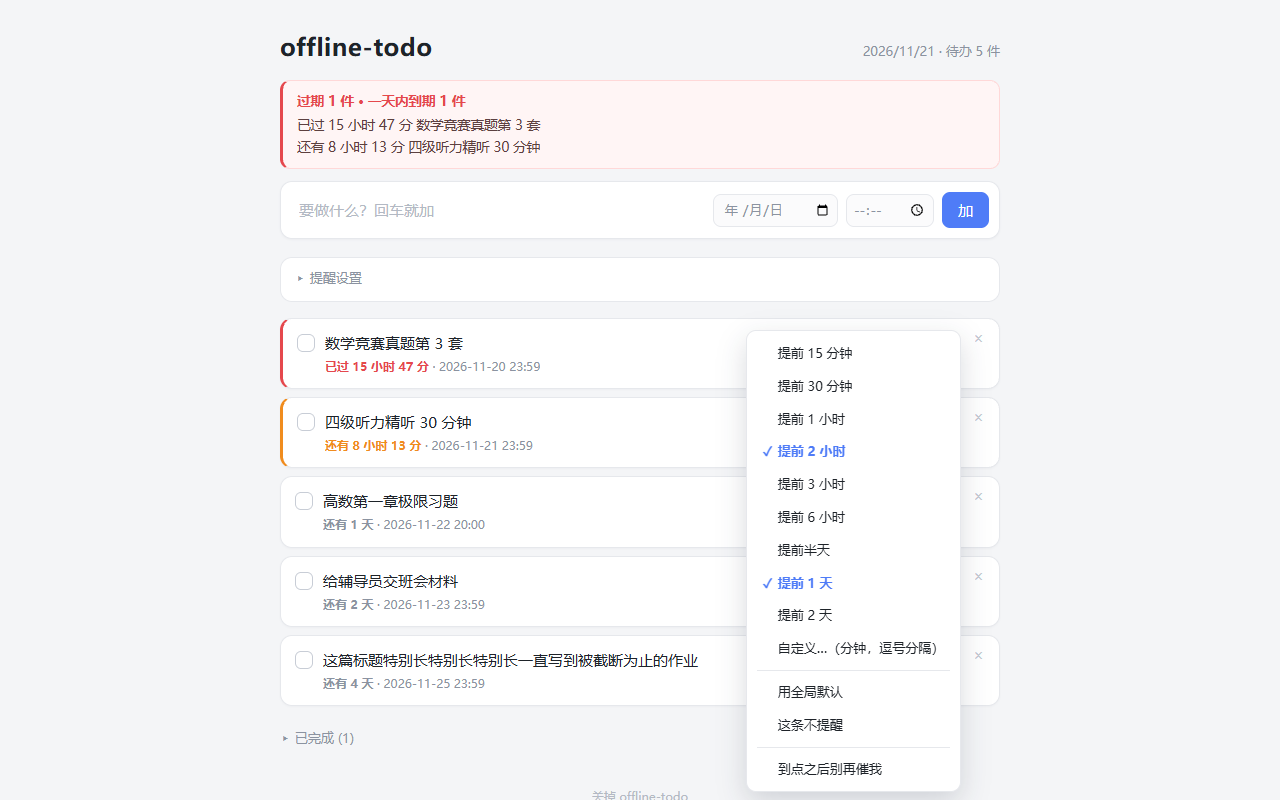 offline-todo
2026/11/21 · 待办 5 件
过期 1 件 • 一天内到期 1 件
已过 15 小时 47 分 数学竞赛真题第 3 套
还有 8 小时 13 分 四级听力精听 30 分钟
要做什么？回车就加
年 /月/日
--:--
加
提醒设置
数学竞赛真题第 3 套
已过 15 小时 47 分 · 2026-11-20 23:59
四级听力精听 30 分钟
还有 8 小时 13 分 · 2026-11-21 23:59
高数第一章极限习题
还有 1 天 · 2026-11-22 20:00
给辅导员交班会材料
还有 2 天 · 2026-11-23 23:59
这篇标题特别长特别长特别长一直写到被截断为止的作业
还有 4 天 · 2026-11-25 23:59
提前 15 分钟
提前 30 分钟
提前 1 小时
✓ 提前 2 小时
提前 3 小时
提前 6 小时
提前半天
✓ 提前 1 天
提前 2 天
自定义…（分钟，逗号分隔）
用全局默认
这条不提醒
到点之后别再催我
已完成 (1)
关掉 offline-todo